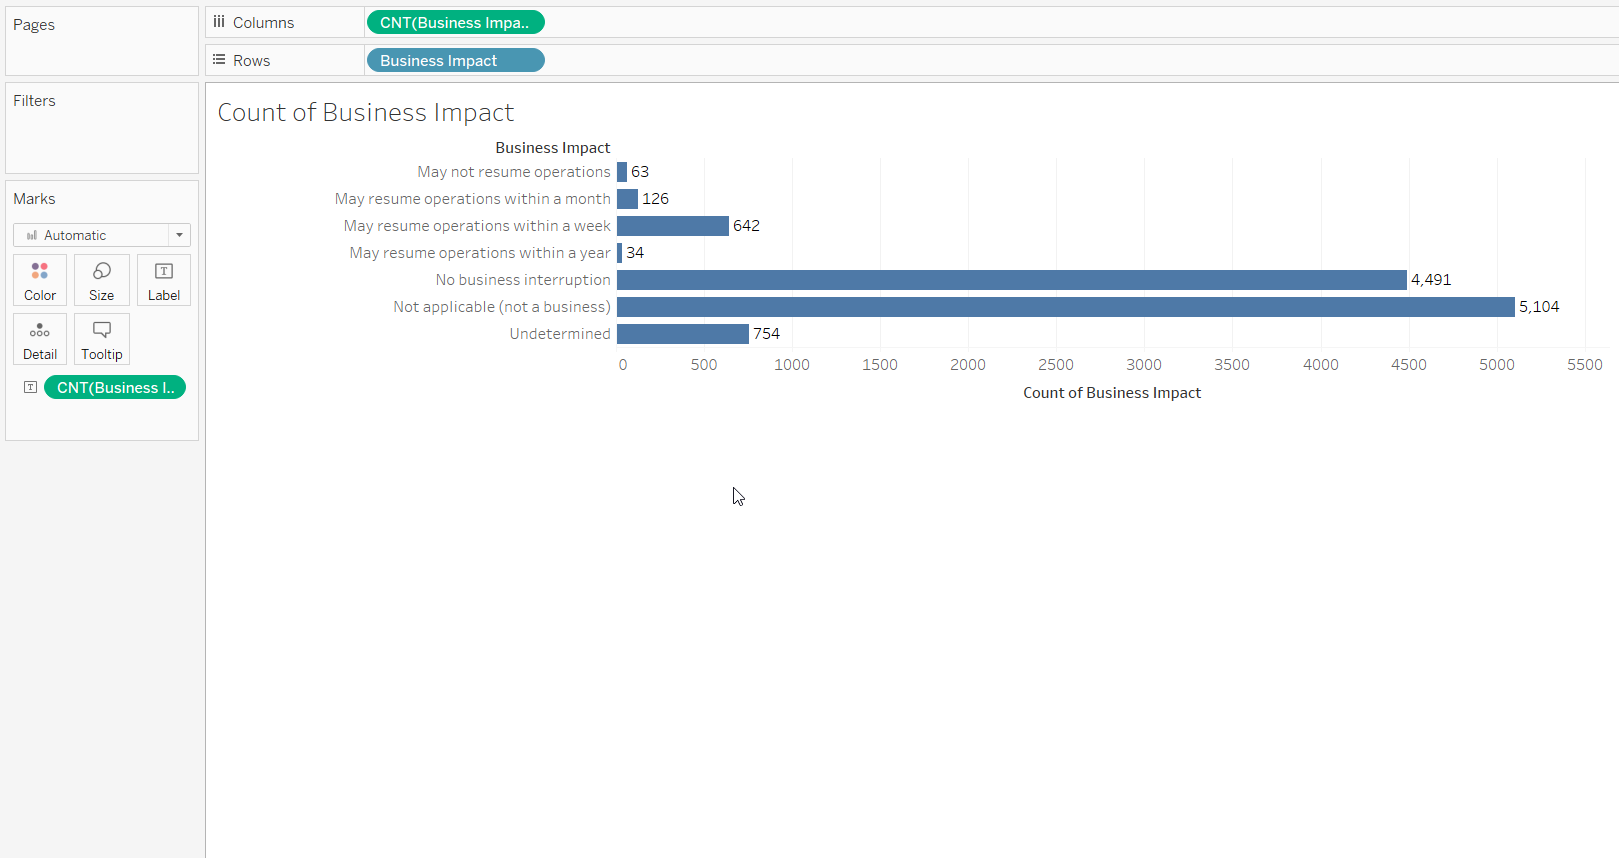 Pages
Columns
CNT(Business Impa..
Rows
Business Impact
Filters
Marks
Automatic
Color
Size
Label
Detail
Tooltip
CNT(Business I..
Count of Business Impact
Business Impact
May not resume operations 63
May resume operations within a month 126
May resume operations within a week 642
May resume operations within a year 34
No business interruption 4,491
Not applicable (not a business) 5,104
Undetermined 754
0 500 1000 1500 2000 2500 3000 3500 4000 4500 5000 5500
Count of Business Impact